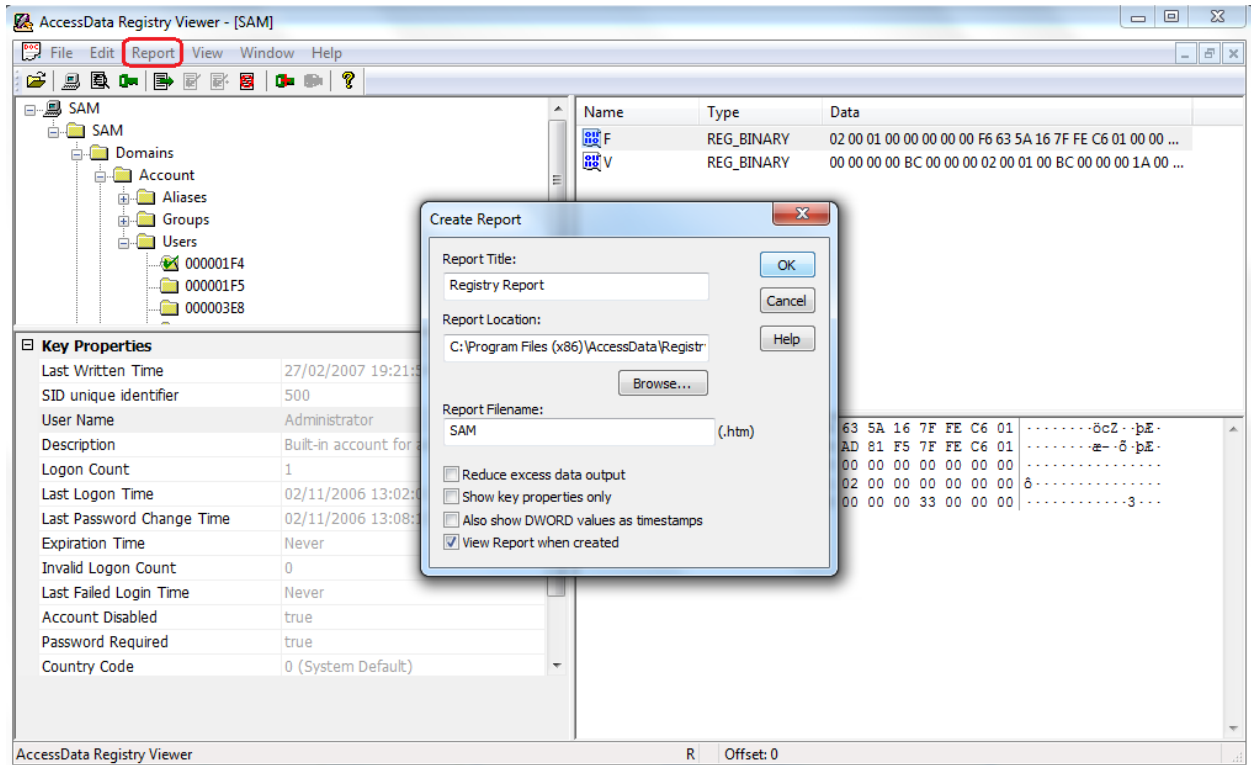 AccessData Registry Viewer - [SAM]
File Edit Report View Window Help
SAM
SAM
Domains
Account
Aliases
Groups
Users
000001F4
000001F5
000003E8
Name Type Data
F REG_BINARY 02 00 01 00 00 00 00 00 F6 63 5A 16 7F FE C6 01 00 00 ...
V REG_BINARY 00 00 00 00 BC 00 00 00 02 00 01 00 BC 00 00 00 1A 00 ...
Create Report
Report Title:
Registry Report
Report Location:
C:\Program Files (x86)\AccessData\Registr
Browse...
Report Filename:
SAM (.htm)
Reduce excess data output
Show key properties only
Also show DWORD values as timestamps
View Report when created
OK
Cancel
Help
Key Properties
Last Written Time 27/02/2007 19:21:
SID unique identifier 500
User Name Administrator
Description Built-in account for
Logon Count 1
Last Logon Time 02/11/2006 13:02:
Last Password Change Time 02/11/2006 13:08:
Expiration Time Never
Invalid Logon Count 0
Last Failed Login Time Never
Account Disabled true
Password Required true
Country Code 0 (System Default)
63 5A 16 7F FE C6 01 ········öcZ··þÆ·
AD 81 F5 7F FE C6 01 ········æ-·õ·þÆ·
00 00 00 00 00 00 00 ················
02 00 00 00 00 00 00 ô···············
00 00 00 33 00 00 00 ············3···
AccessData Registry Viewer R Offset: 0